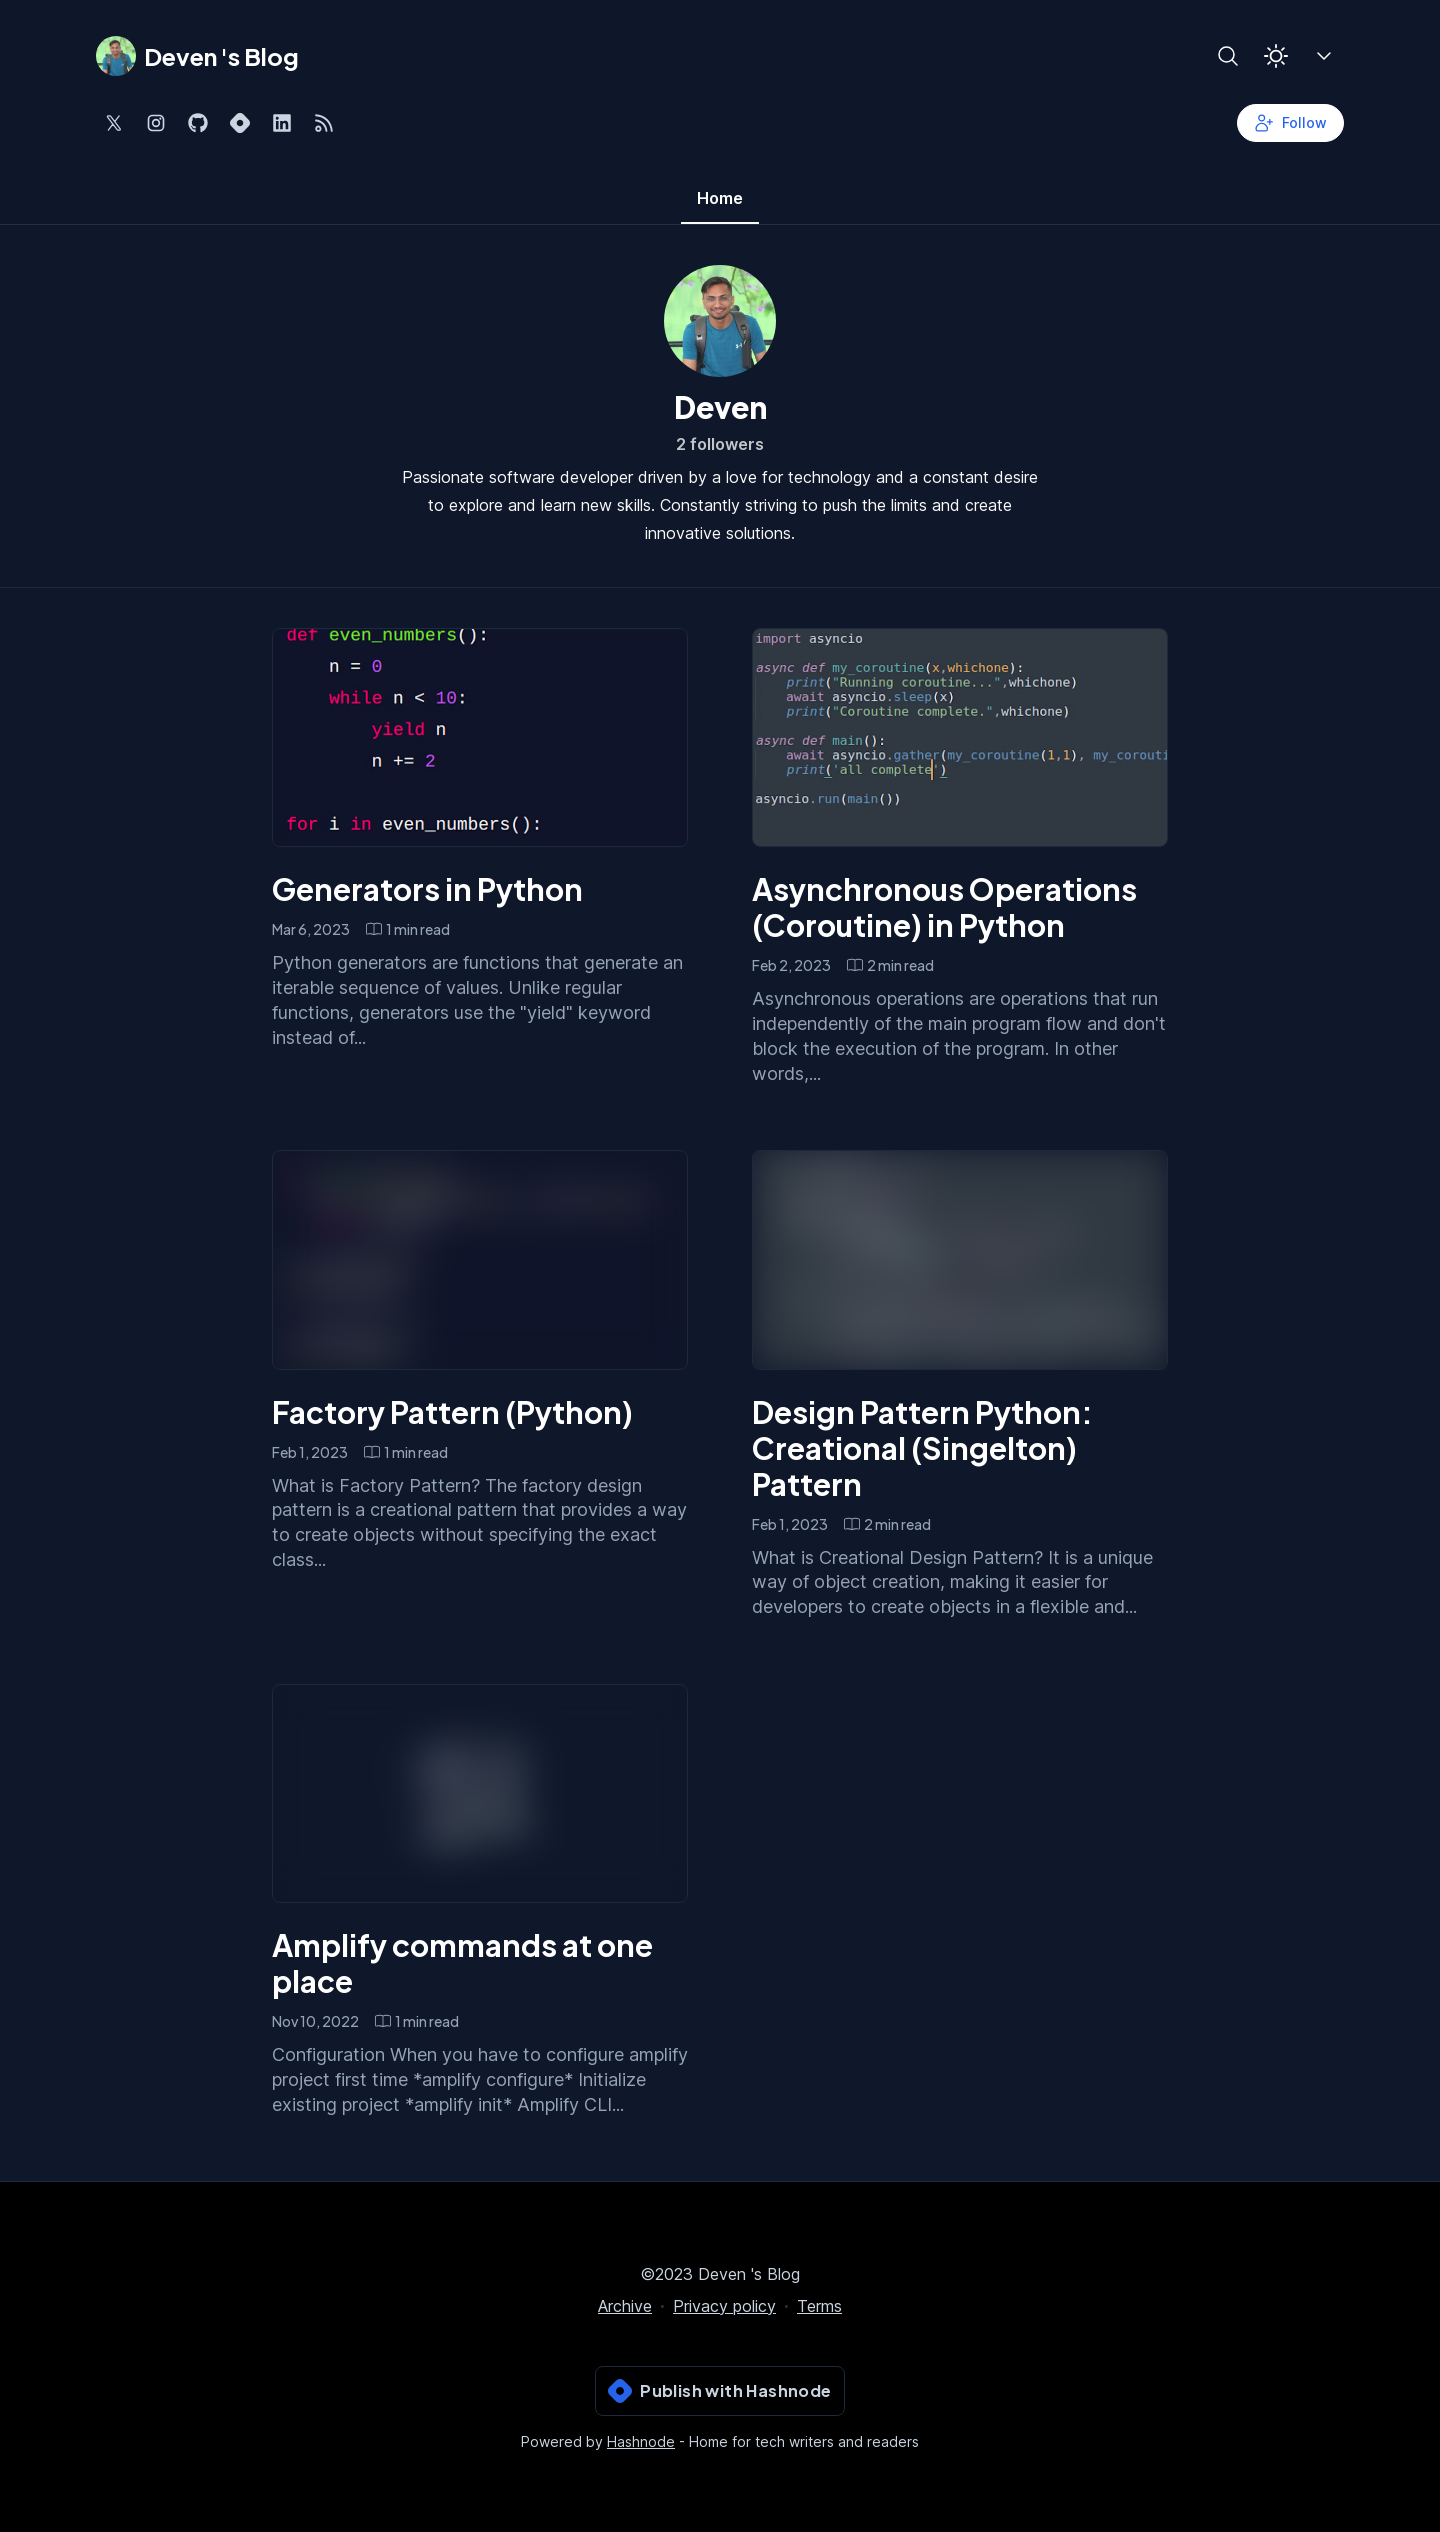 Deven 's Blog
Follow
Home
Deven
2 followers
Passionate software developer driven by a love for technology and a constant desire
to explore and learn new skills. Constantly striving to push the limits and create
innovative solutions.
def even_numbers():
n = 0
while n < 10:
yield n
n += 2
for i in even_numbers():
Generators in Python
Mar 6, 2023 1 min read
Python generators are functions that generate an
iterable sequence of values. Unlike regular
functions, generators use the "yield" keyword
instead of...
import asyncio
async def my_coroutine(x,whichone):
print("Running coroutine...",whichone)
await asyncio.sleep(x)
print("Coroutine complete.",whichone)
async def main():
await asyncio.gather(my_coroutine(1,1), my_corouti
print('all complete')
asyncio.run(main())
Asynchronous Operations
(Coroutine) in Python
Feb 2, 2023 2 min read
Asynchronous operations are operations that run
independently of the main program flow and don't
block the execution of the program. In other
words,...
Factory Pattern (Python)
Feb 1, 2023 1 min read
What is Factory Pattern? The factory design
pattern is a creational pattern that provides a way
to create objects without specifying the exact
class...
Design Pattern Python:
Creational (Singelton)
Pattern
Feb 1, 2023 2 min read
What is Creational Design Pattern? It is a unique
way of object creation, making it easier for
developers to create objects in a flexible and...
Amplify commands at one
place
Nov 10, 2022 1 min read
Configuration When you have to configure amplify
project first time *amplify configure* Initialize
existing project *amplify init* Amplify CLI...
©2023 Deven 's Blog
Archive · Privacy policy · Terms
Publish with Hashnode
Powered by Hashnode - Home for tech writers and readers